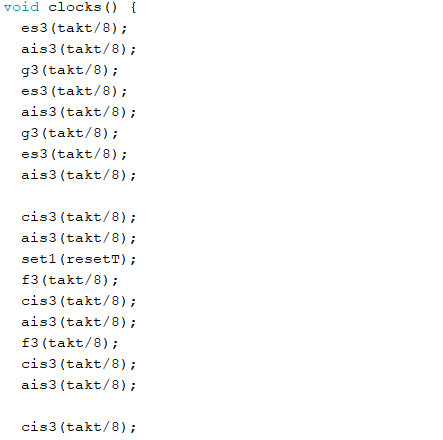 void clocks() {
es3(takt/8);
ais3(takt/8);
g3(takt/8);
es3(takt/8);
ais3(takt/8);
g3(takt/8);
es3(takt/8);
ais3(takt/8);
cis3(takt/8);
ais3(takt/8);
set1(resetT);
f3(takt/8);
cis3(takt/8);
ais3(takt/8);
f3(takt/8);
cis3(takt/8);
ais3(takt/8);
cis3(takt/8);